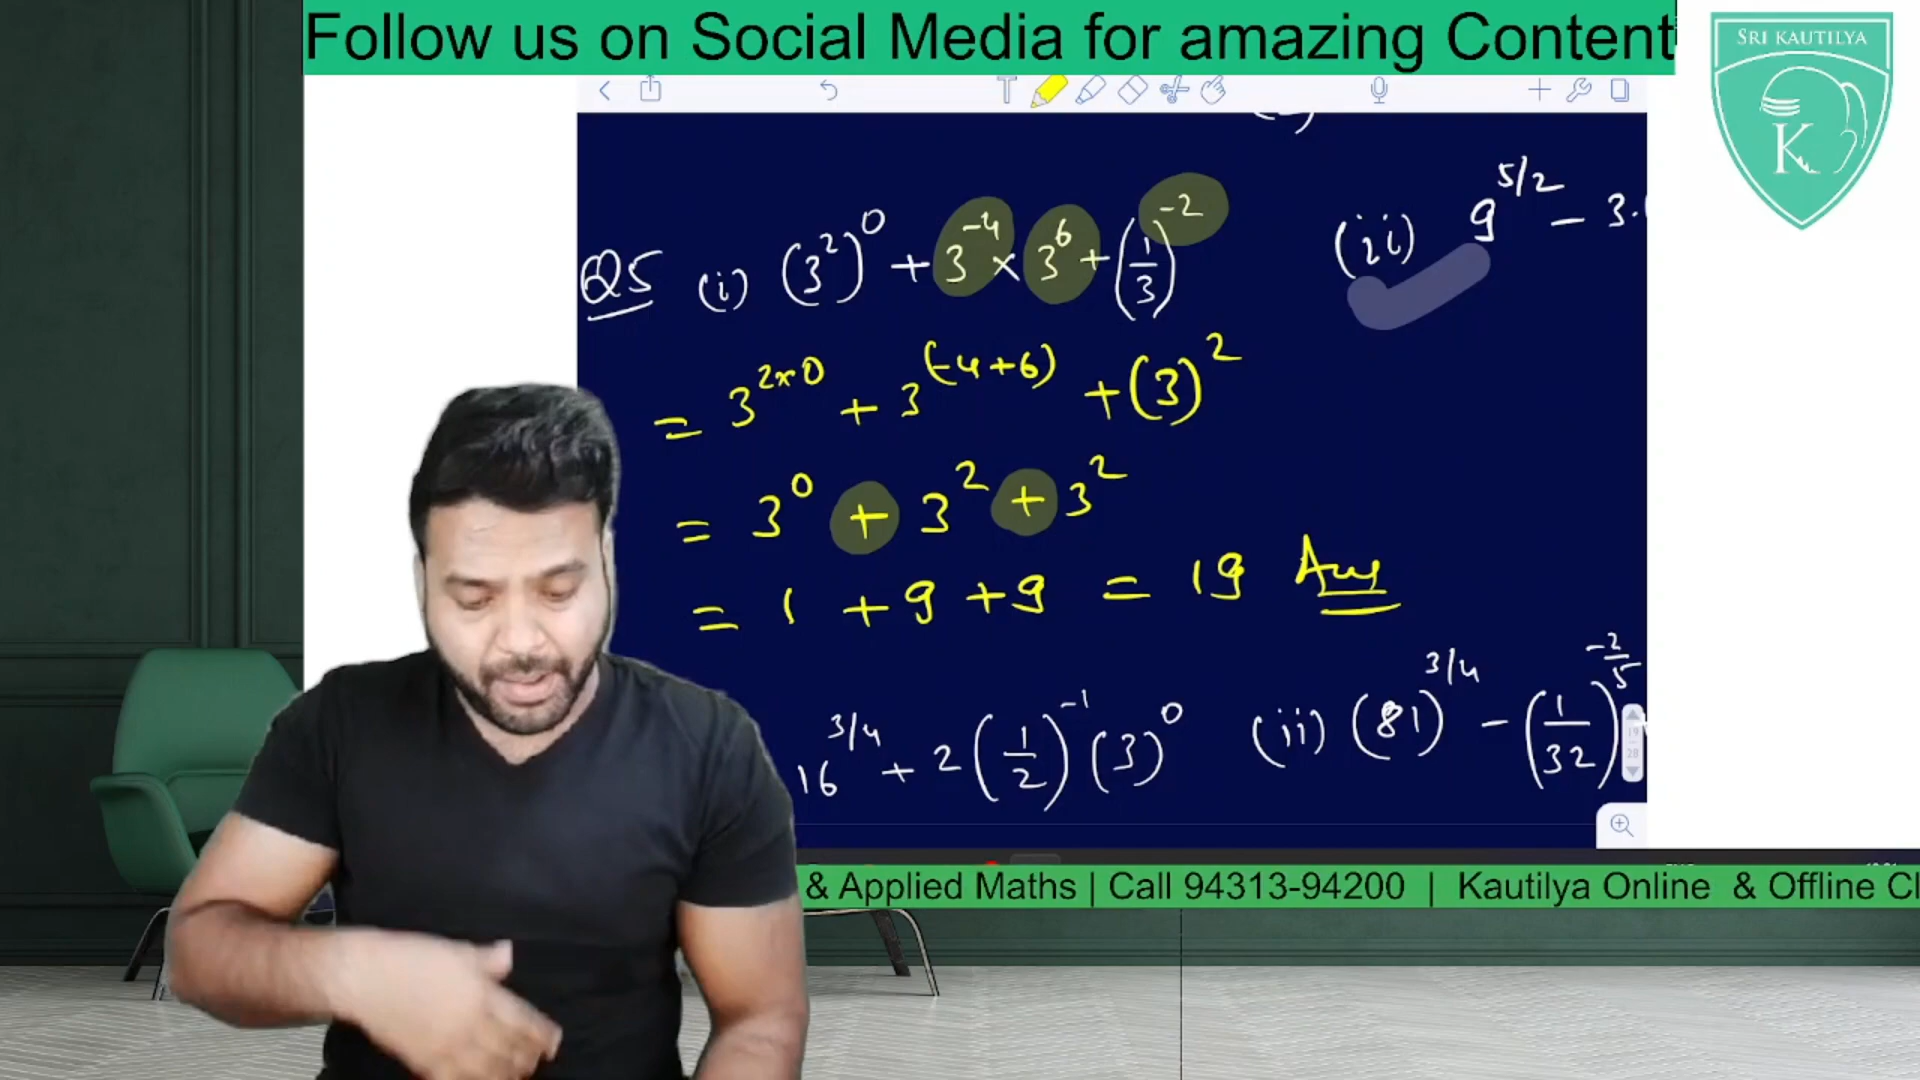 Follow us on Social Media for amazing Content
SRI KAUTILYA
K
T
Q5 (i) (3²)⁰ + 3⁻⁴ × 3⁶ + (1/3)⁻²
(ii) 9^5/2 - 3.
= 3^2×0 + 3^(-4+6) + (3)²
= 3⁰ + 3² + 3²
= 1 + 9 + 9 = 19 Ans
16^3/4 + 2 (1/2)⁻¹ (3)⁰
(ii) (81)^3/4 - (1/32)^-2/5
19
28
& Applied Maths | Call 94313-94200 | Kautilya Online & Offline Cl